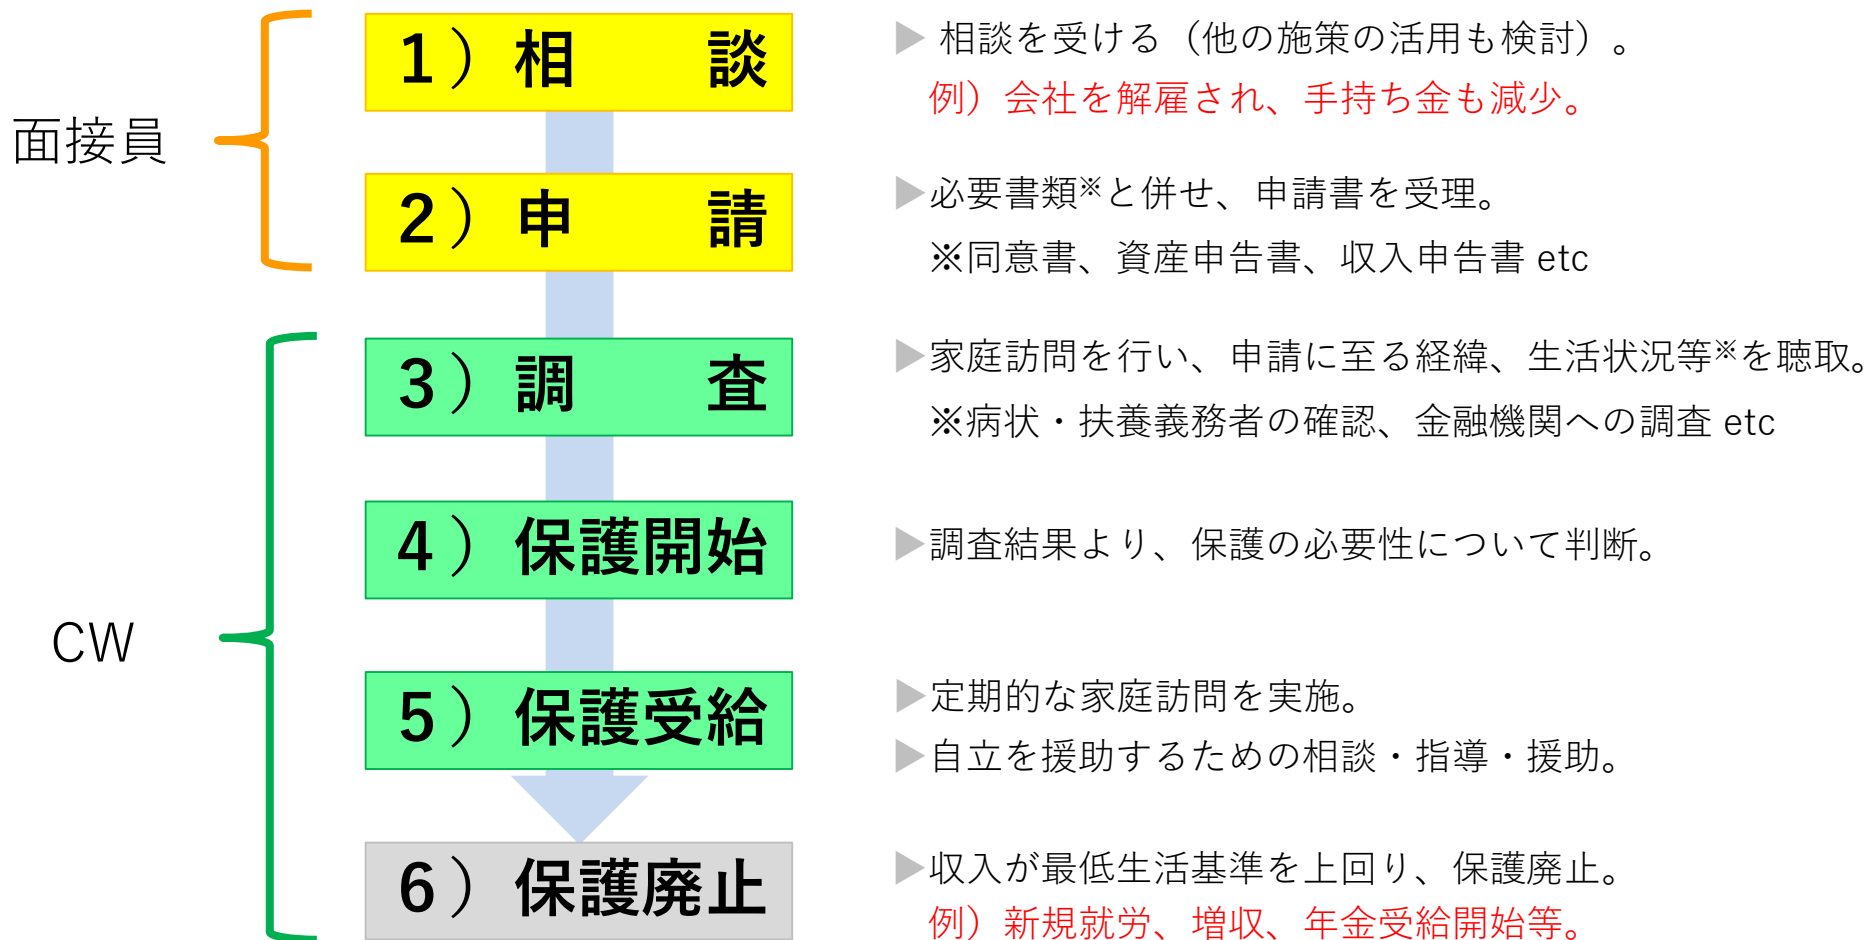 面接員
1）相　　談
▶ 相談を受ける（他の施策の活用も検討）。
例）会社を解雇され、手持ち金も減少。
2）申　　請
▶必要書類※と併せ、申請書を受理。
※同意書、資産申告書、収入申告書 etc
CW
3）調　　査
▶家庭訪問を行い、申請に至る経緯、生活状況等※を聴取。
※病状・扶養義務者の確認、金融機関への調査 etc
4）保護開始
▶調査結果より、保護の必要性について判断。
5）保護受給
▶定期的な家庭訪問を実施。
▶自立を援助するための相談・指導・援助。
6）保護廃止
▶収入が最低生活基準を上回り、保護廃止。
例）新規就労、増収、年金受給開始等。